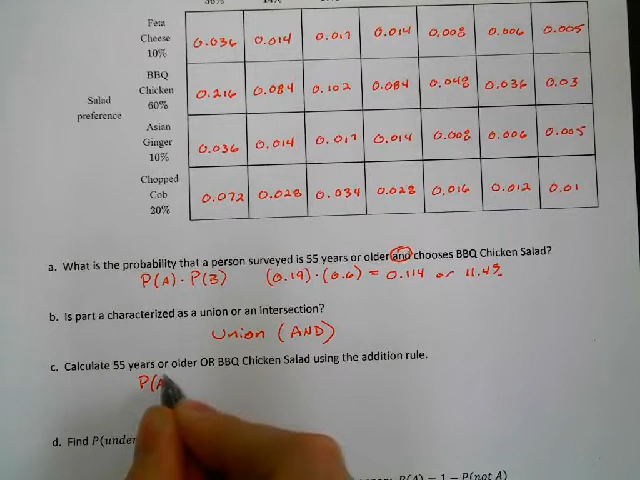 Feta
Cheese
10%
0.036 0.014 0.017 0.014 0.008 0.006 0.005
BBQ
Chicken
60%
0.216 0.084 0.102 0.084 0.048 0.036 0.03
Salad
preference
Asian
Ginger
10%
0.036 0.014 0.017 0.014 0.008 0.006 0.005
Chopped
Cob
20%
0.072 0.028 0.034 0.028 0.016 0.012 0.01
a. What is the probability that a person surveyed is 55 years or older and chooses BBQ Chicken Salad?
P(A) · P(B) (0.19) · (0.6) = 0.114 or 11.4%
b. Is part a characterized as a union or an intersection?
Union (AND)
c. Calculate 55 years or older OR BBQ Chicken Salad using the addition rule.
P(A
d. Find P(under
P(A) = 1 − P(not A)